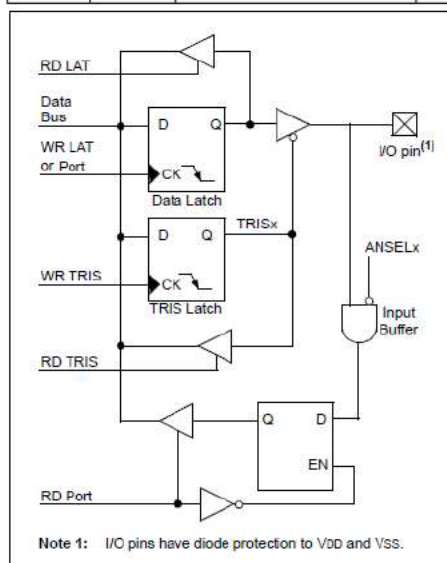 RD LAT
Data
Bus
D Q
I/O pin(1)
WR LAT
or Port
CK
Data Latch
D Q
TRISx
ANSELx
WR TRIS
CK
TRIS Latch
Input
Buffer
RD TRIS
Q D
EN
RD Port
Note 1: I/O pins have diode protection to VDD and VSS.